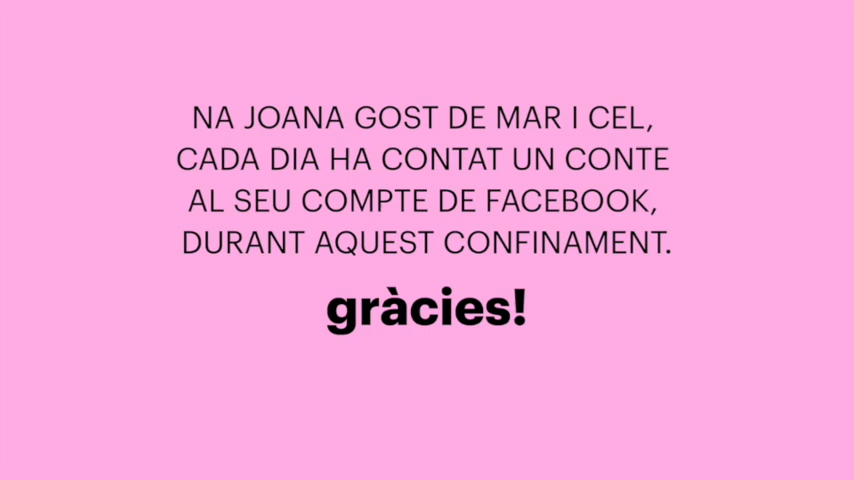 NA JOANA GOST DE MAR I CEL,
CADA DIA HA CONTAT UN CONTE
AL SEU COMPTE DE FACEBOOK,
DURANT AQUEST CONFINAMENT.
gràcies!